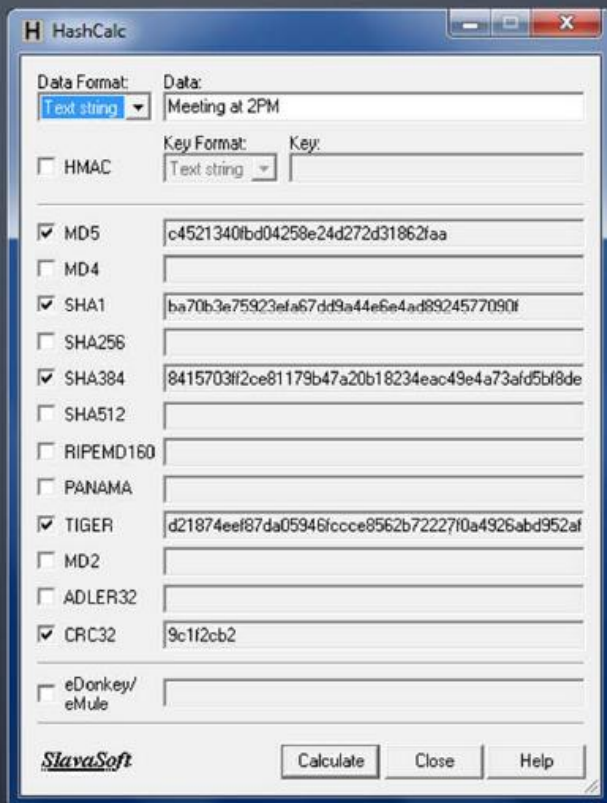 H HashCalc
Data Format: Data:
Text string Meeting at 2PM
Key Format: Key:
HMAC Text string
MD5 c4521340fbd04258e24d272d31862faa
MD4
SHA1 ba70b3e75923efa67dd9a44e6e4ad8924577090f
SHA256
SHA384 8415703ff2ce81179b47a20b18234eac49e4a73afd5bf8de
SHA512
RIPEMD160
PANAMA
TIGER d21874eef87da05946fccce8562b72227f0a4926abd952af
MD2
ADLER32
CRC32 9c1f2cb2
eDonkey/
eMule
SlavaSoft Calculate Close Help